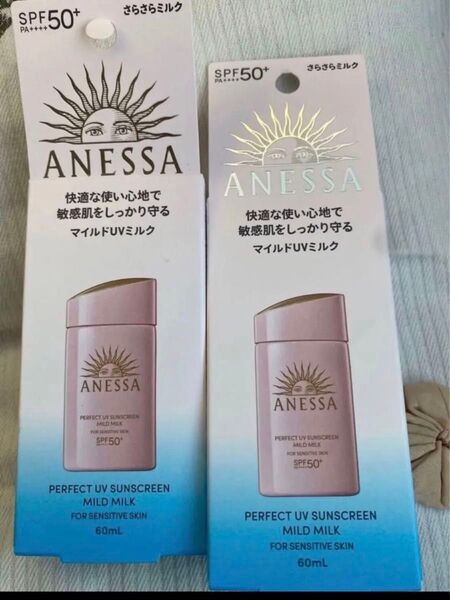 SPF50+
PA++++
さらさらミルク
ANESSA
快適な使い心地で
敏感肌をしっかり守る
マイルドUVミルク
ANESSA
PERFECT UV SUNSCREEN
MILD MILK
FOR SENSITIVE SKIN
SPF50+
PERFECT UV SUNSCREEN
MILD MILK
FOR SENSITIVE SKIN
60mL
SPF50+
PA++++
さらさらミルク
ANESSA
快適な使い心地で
敏感肌をしっかり守る
マイルドUVミルク
ANESSA
PERFECT UV SUNSCREEN
MILD MILK
FOR SENSITIVE SKIN
SPF50+
PERFECT UV SUNSCREEN
MILD MILK
FOR SENSITIVE SKIN
60mL